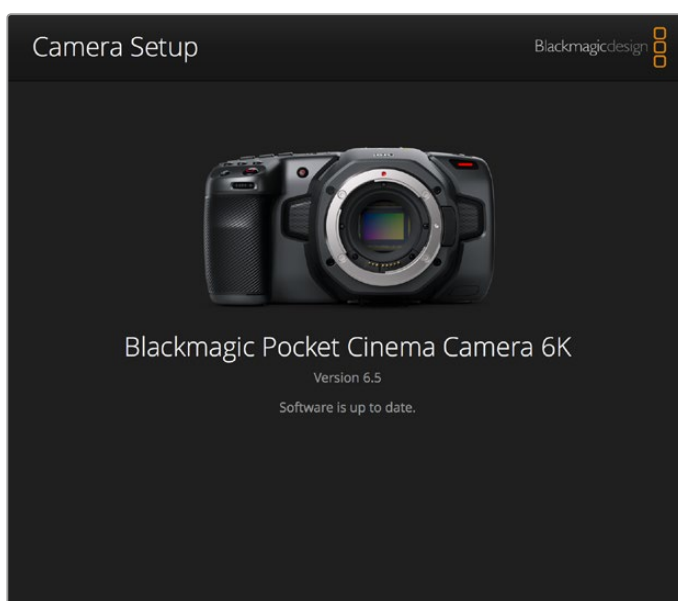 Camera Setup
Blackmagicdesign
Blackmagic Pocket Cinema Camera 6K
Version 6.5
Software is up to date.